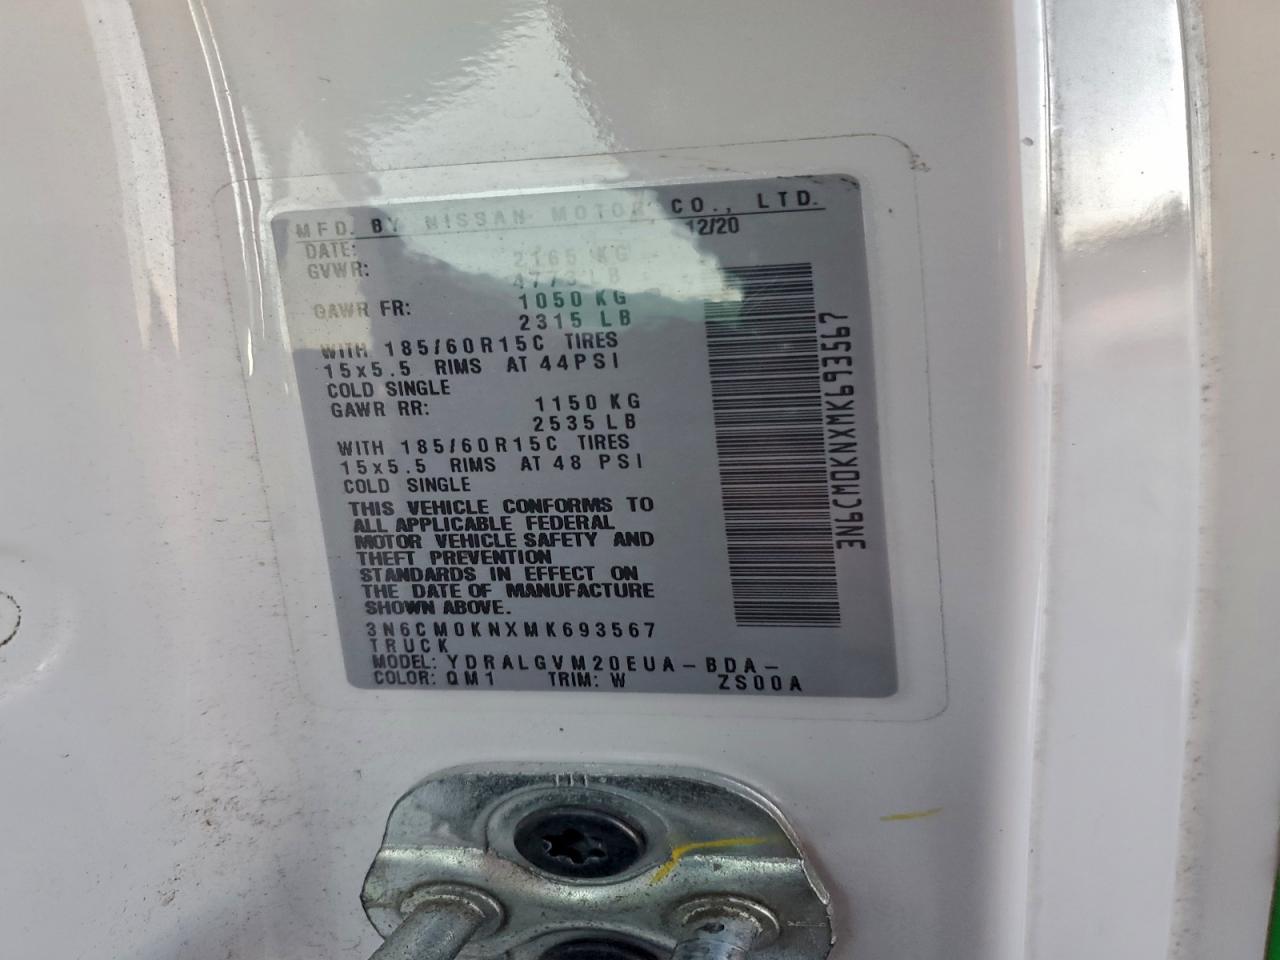 MFD. BY NISSAN MOTOR CO., LTD.
DATE: 12/20
GVWR: 2165 KG
4773 LB
GAWR FR: 1050 KG
2315 LB
WITH 185/60R15C TIRES
15x5.5 RIMS AT 44PSI
COLD SINGLE
GAWR RR: 1150 KG
2535 LB
WITH 185/60R15C TIRES
15x5.5 RIMS AT 48 PSI
COLD SINGLE
THIS VEHICLE CONFORMS TO
ALL APPLICABLE FEDERAL
MOTOR VEHICLE SAFETY AND
THEFT PREVENTION
STANDARDS IN EFFECT ON
THE DATE OF MANUFACTURE
SHOWN ABOVE.
3N6CM0KNXMK693567
TRUCK
MODEL: YDRALGVM20EUA-BDA-
COLOR: QM1 TRIM: W ZS00A
3N6CM0KNXMK693567